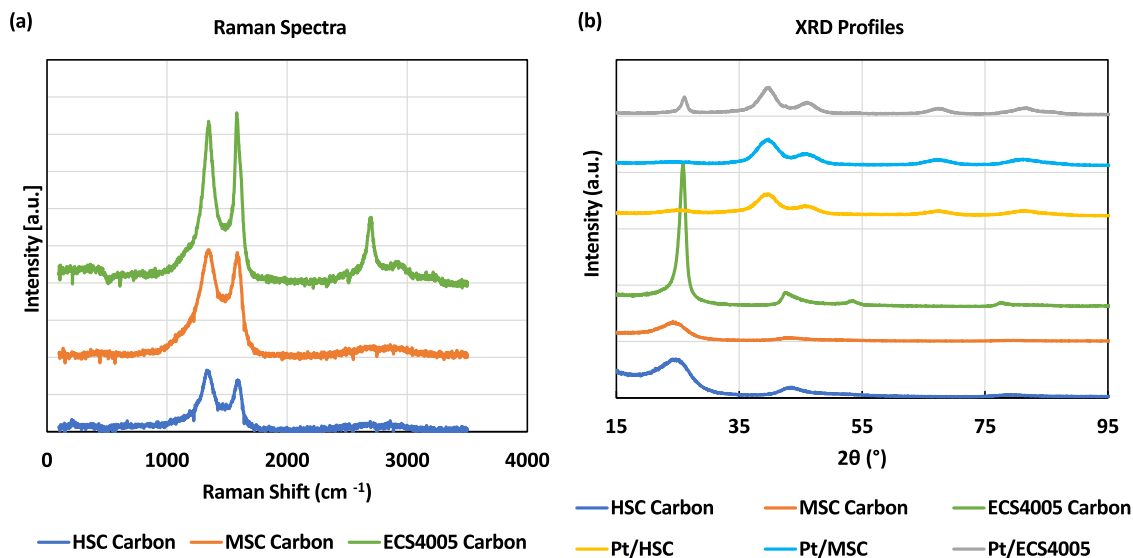 (a)
Raman Spectra
Intensity [a.u.]
0
1000
2000
3000
4000
Raman Shift (cm -1)
HSC Carbon
MSC Carbon
ECS4005 Carbon
(b)
XRD Profiles
Intensity (a.u.)
15
35
55
75
95
2θ (°)
HSC Carbon
MSC Carbon
ECS4005 Carbon
Pt/HSC
Pt/MSC
Pt/ECS4005